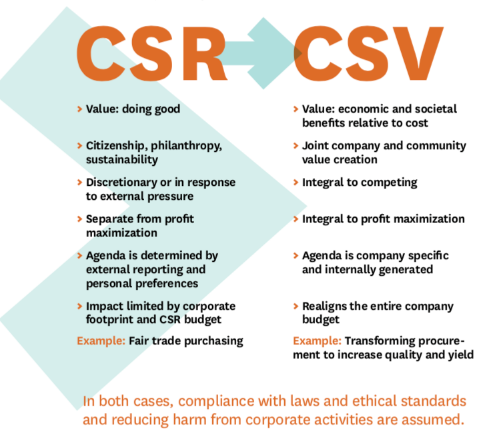 CSR CSV
> Value: doing good
> Citizenship, philanthropy,
sustainability
> Discretionary or in response
to external pressure
> Separate from profit
maximization
> Agenda is determined by
external reporting and
personal preferences
> Impact limited by corporate
footprint and CSR budget
Example: Fair trade purchasing
> Value: economic and societal
benefits relative to cost
> Joint company and community
value creation
> Integral to competing
> Integral to profit maximization
> Agenda is company specific
and internally generated
> Realigns the entire company
budget
Example: Transforming procure-
ment to increase quality and yield
In both cases, compliance with laws and ethical standards
and reducing harm from corporate activities are assumed.